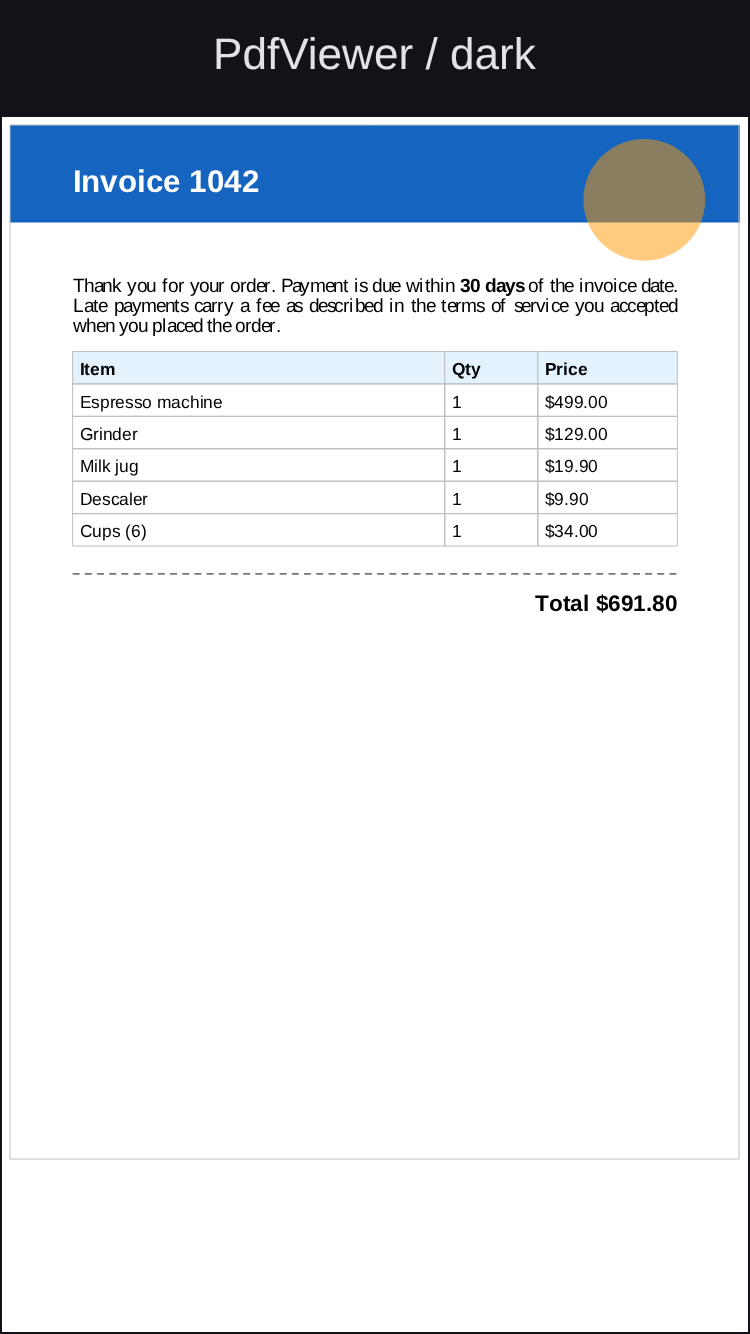 PdfViewer / dark
Invoice 1042
Thank you for your order. Payment is due within 30 days of the invoice date.
Late payments carry a fee as described in the terms of service you accepted
when you placed the order.
Item Qty Price
Espresso machine 1 $499.00
Grinder 1 $129.00
Milk jug 1 $19.90
Descaler 1 $9.90
Cups (6) 1 $34.00
Total $691.80